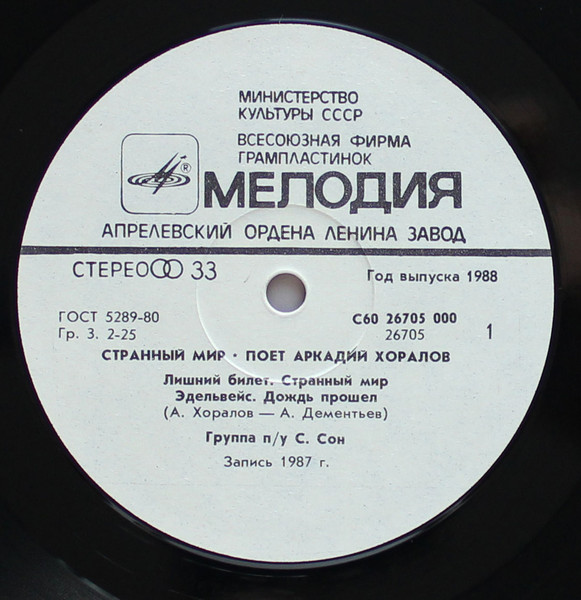 МИНИСТЕРСТВО
КУЛЬТУРЫ СССР
ВСЕСОЮЗНАЯ ФИРМА
ГРАМПЛАСТИНОК
®
МЕЛОДИЯ
АПРЕЛЕВСКИЙ ОРДЕНА ЛЕНИНА ЗАВОД
СТЕРЕО 33
Год выпуска 1988
ГОСТ 5289-80
Гр. 3. 2-25
С60 26705 000
26705
1
СТРАННЫЙ МИР · ПОЕТ АРКАДИЙ ХОРАЛОВ
Лишний билет. Странный мир
Эдельвейс. Дождь прошел
(А. Хоралов — А. Дементьев)
Группа п/у С. Сон
Запись 1987 г.